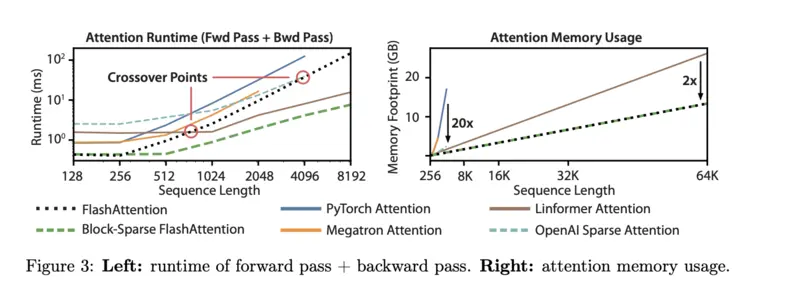 Attention Runtime (Fwd Pass + Bwd Pass)
Runtime (ms)
10²
10¹
10⁰
Crossover Points
128 256 512 1024 2048 4096 8192
Sequence Length
Attention Memory Usage
Memory Footprint (GB)
20
10
20x
2x
256 8K 16K 32K 64K
Sequence Length
FlashAttention
PyTorch Attention
Linformer Attention
Block-Sparse FlashAttention
Megatron Attention
OpenAI Sparse Attention
Figure 3: Left: runtime of forward pass + backward pass. Right: attention memory usage.